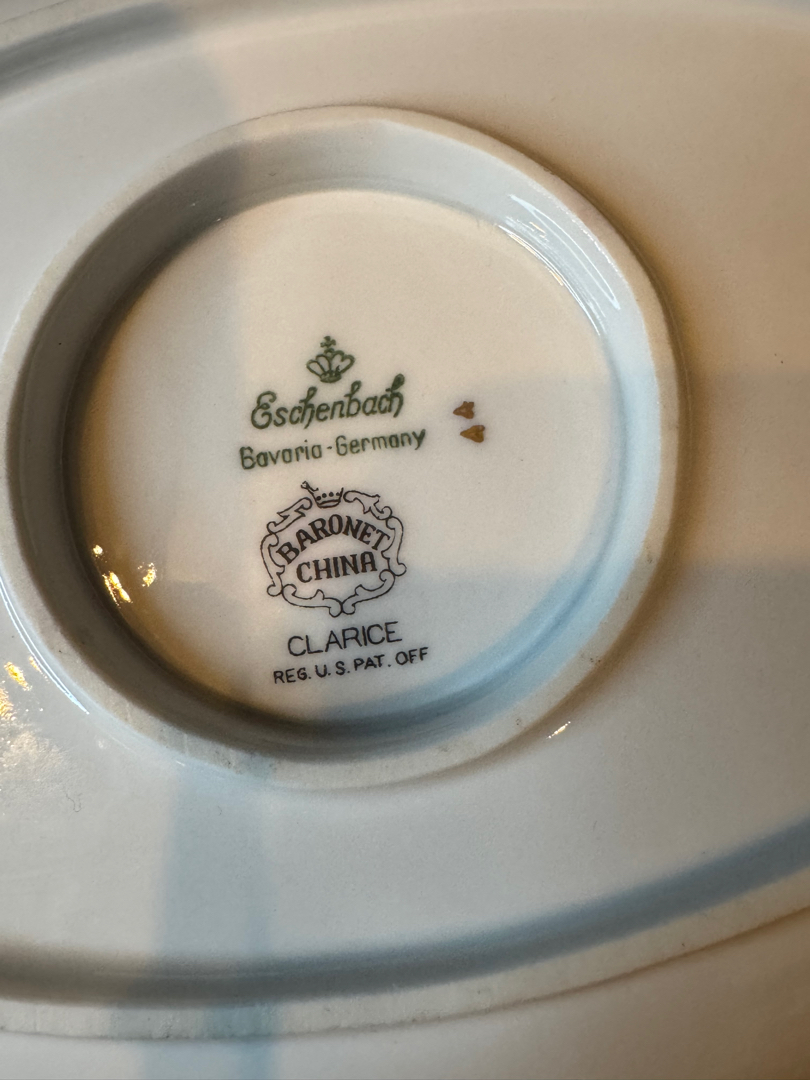 Eschenbach
Bavaria-Germany
BARONET
CHINA
CLARICE
REG. U.S. PAT. OFF